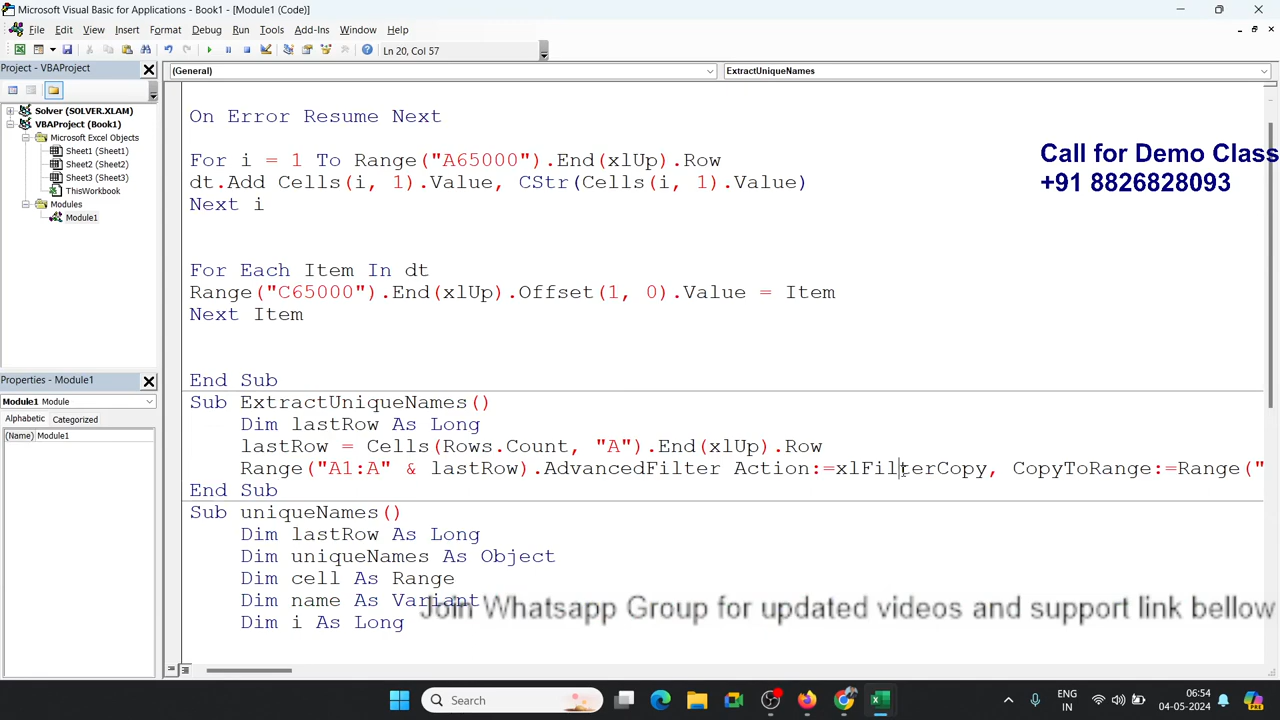 Microsoft Visual Basic for Applications - Book1 - [Module1 (Code)]
File Edit View Insert Format Debug Run Tools Add-Ins Window Help
Ln 20, Col 57
Project - VBAProject
(General)
ExtractUniqueNames
Solver (SOLVER.XLAM)
VBAProject (Book1)
Microsoft Excel Objects
Sheet1 (Sheet1)
Sheet2 (Sheet2)
Sheet3 (Sheet3)
ThisWorkbook
Modules
Module1
Properties - Module1
Module1 Module
Alphabetic Categorized
(Name) Module1
On Error Resume Next
For i = 1 To Range("A65000").End(xlUp).Row
dt.Add Cells(i, 1).Value, CStr(Cells(i, 1).Value)
Next i
For Each Item In dt
Range("C65000").End(xlUp).Offset(1, 0).Value = Item
Next Item
End Sub
Sub ExtractUniqueNames()
Dim lastRow As Long
lastRow = Cells(Rows.Count, "A").End(xlUp).Row
Range("A1:A" & lastRow).AdvancedFilter Action:=xlFilterCopy, CopyToRange:=Range("
End Sub
Sub uniqueNames()
Dim lastRow As Long
Dim uniqueNames As Object
Dim cell As Range
Dim name As Variant
Dim i As Long
Call for Demo Class
+91 8826828093
Join Whatsapp Group for updated videos and support link bellow
Search
ENG
IN
06:54
04-05-2024